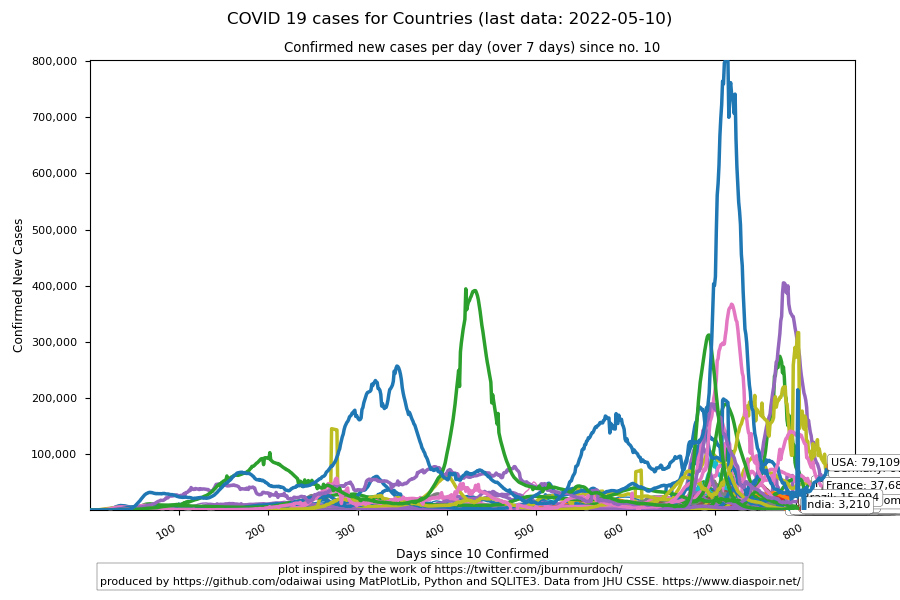 COVID 19 cases for Countries (last data: 2022-05-10)
Confirmed new cases per day (over 7 days) since no. 10
800,000
700,000
600,000
500,000
400,000
300,000
200,000
100,000
Confirmed New Cases
USA: 79,109
France: 37,68
15,994
India: 3,210
100
200
300
400
500
600
700
800
Days since 10 Confirmed
plot inspired by the work of https://twitter.com/jburnmurdoch/
produced by https://github.com/odaiwai using MatPlotLib, Python and SQLITE3. Data from JHU CSSE. https://www.diaspoir.net/